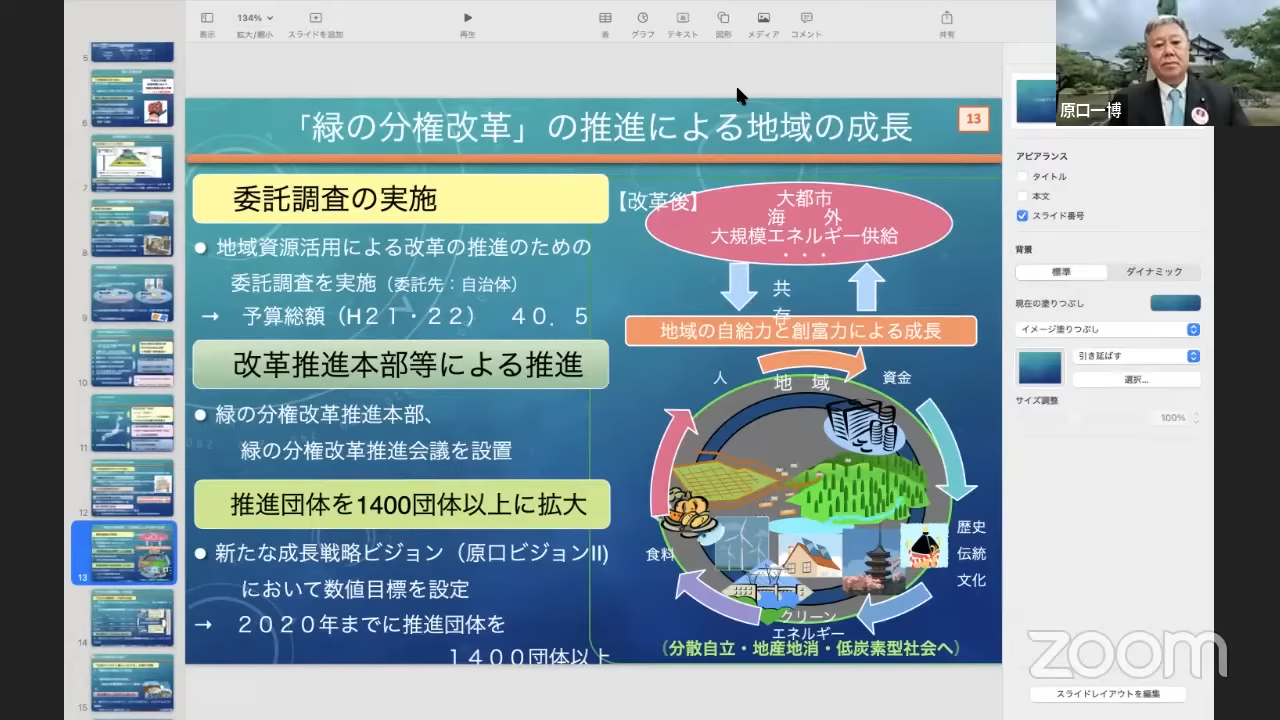 134%
表示
拡大/縮小
スライドを追加
再生
表
グラフ
テキスト
図形
メディア
コメント
共有
原口一博
5
6
7
8
9
10
11
12
13
14
15
「緑の分権改革」の推進による地域の成長
13
委託調査の実施
● 地域資源活用による改革の推進のための
委託調査を実施（委託先：自治体）
→ 予算総額（H２１・２２） ４０．５
改革推進本部等による推進
● 緑の分権改革推進本部、
緑の分権改革推進会議を設置
推進団体を1400団体以上に拡大
● 新たな成長戦略ビジョン（原口ビジョンII)
において数値目標を設定
→ ２０２０年までに推進団体を
１４００団体以上
【改革後】
大都市
海 外
大規模エネルギー供給
・・・
共
存
地域の自給力と創富力による成長
人
地 域
資金
食料
歴史
伝統
文化
クリーン
エネルギー
（分散自立・地産地消・低炭素型社会へ）
アピアランス
タイトル
本文
スライド番号
背景
標準
ダイナミック
現在の塗りつぶし
イメージ塗りつぶし
引き延ばす
選択...
サイズ調整
100%
zoom
スライドレイアウトを編集